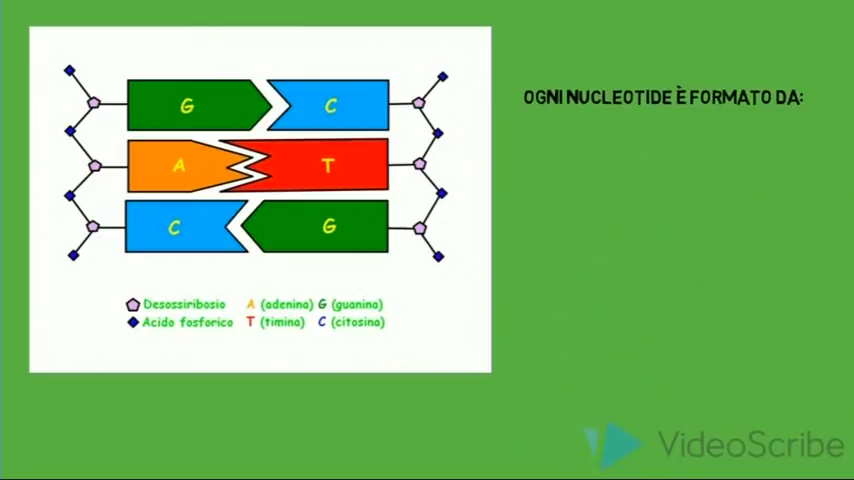 G C
A T
C G
Desossiribosio A (adenina) G (guanina)
Acido fosforico T (timina) C (citosina)
OGNI NUCLEOTIDE È FORMATO DA:
VideoScribe